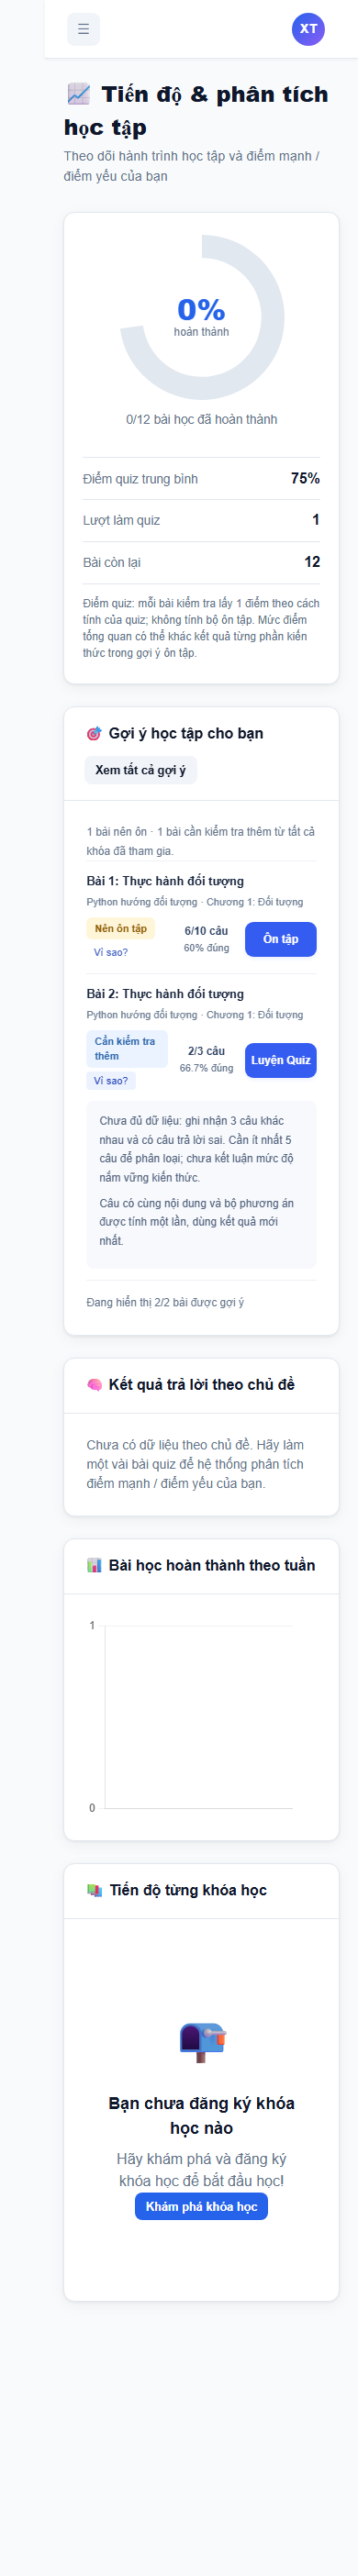 ☰
XT
📈 Tiến độ & phân tích
học tập
Theo dõi hành trình học tập và điểm mạnh /
điểm yếu của bạn
0%
hoàn thành
0/12 bài học đã hoàn thành
Điểm quiz trung bình 75%
Lượt làm quiz 1
Bài còn lại 12
Điểm quiz: mỗi bài kiểm tra lấy 1 điểm theo cách
tính của quiz; không tính bộ ôn tập. Mức điểm
tổng quan có thể khác kết quả từng phần kiến
thức trong gợi ý ôn tập.
🎯 Gợi ý học tập cho bạn
Xem tất cả gợi ý
1 bài nên ôn · 1 bài cần kiểm tra thêm từ tất cả
khóa đã tham gia.
Bài 1: Thực hành đối tượng
Python hướng đối tượng · Chương 1: Đối tượng
Nên ôn tập
Vì sao?
6/10 câu
60% đúng
Ôn tập
Bài 2: Thực hành đối tượng
Python hướng đối tượng · Chương 1: Đối tượng
Cần kiểm tra
thêm
Vì sao?
2/3 câu
66.7% đúng
Luyện Quiz
Chưa đủ dữ liệu: ghi nhận 3 câu khác
nhau và có câu trả lời sai. Cần ít nhất 5
câu để phân loại; chưa kết luận mức độ
nắm vững kiến thức.
Câu có cùng nội dung và bộ phương án
được tính một lần, dùng kết quả mới
nhất.
Đang hiển thị 2/2 bài được gợi ý
🧠 Kết quả trả lời theo chủ đề
Chưa có dữ liệu theo chủ đề. Hãy làm
một vài bài quiz để hệ thống phân tích
điểm mạnh / điểm yếu của bạn.
📊 Bài học hoàn thành theo tuần
1
0
📚 Tiến độ từng khóa học
Bạn chưa đăng ký khóa
học nào
Hãy khám phá và đăng ký
khóa học để bắt đầu học!
Khám phá khóa học